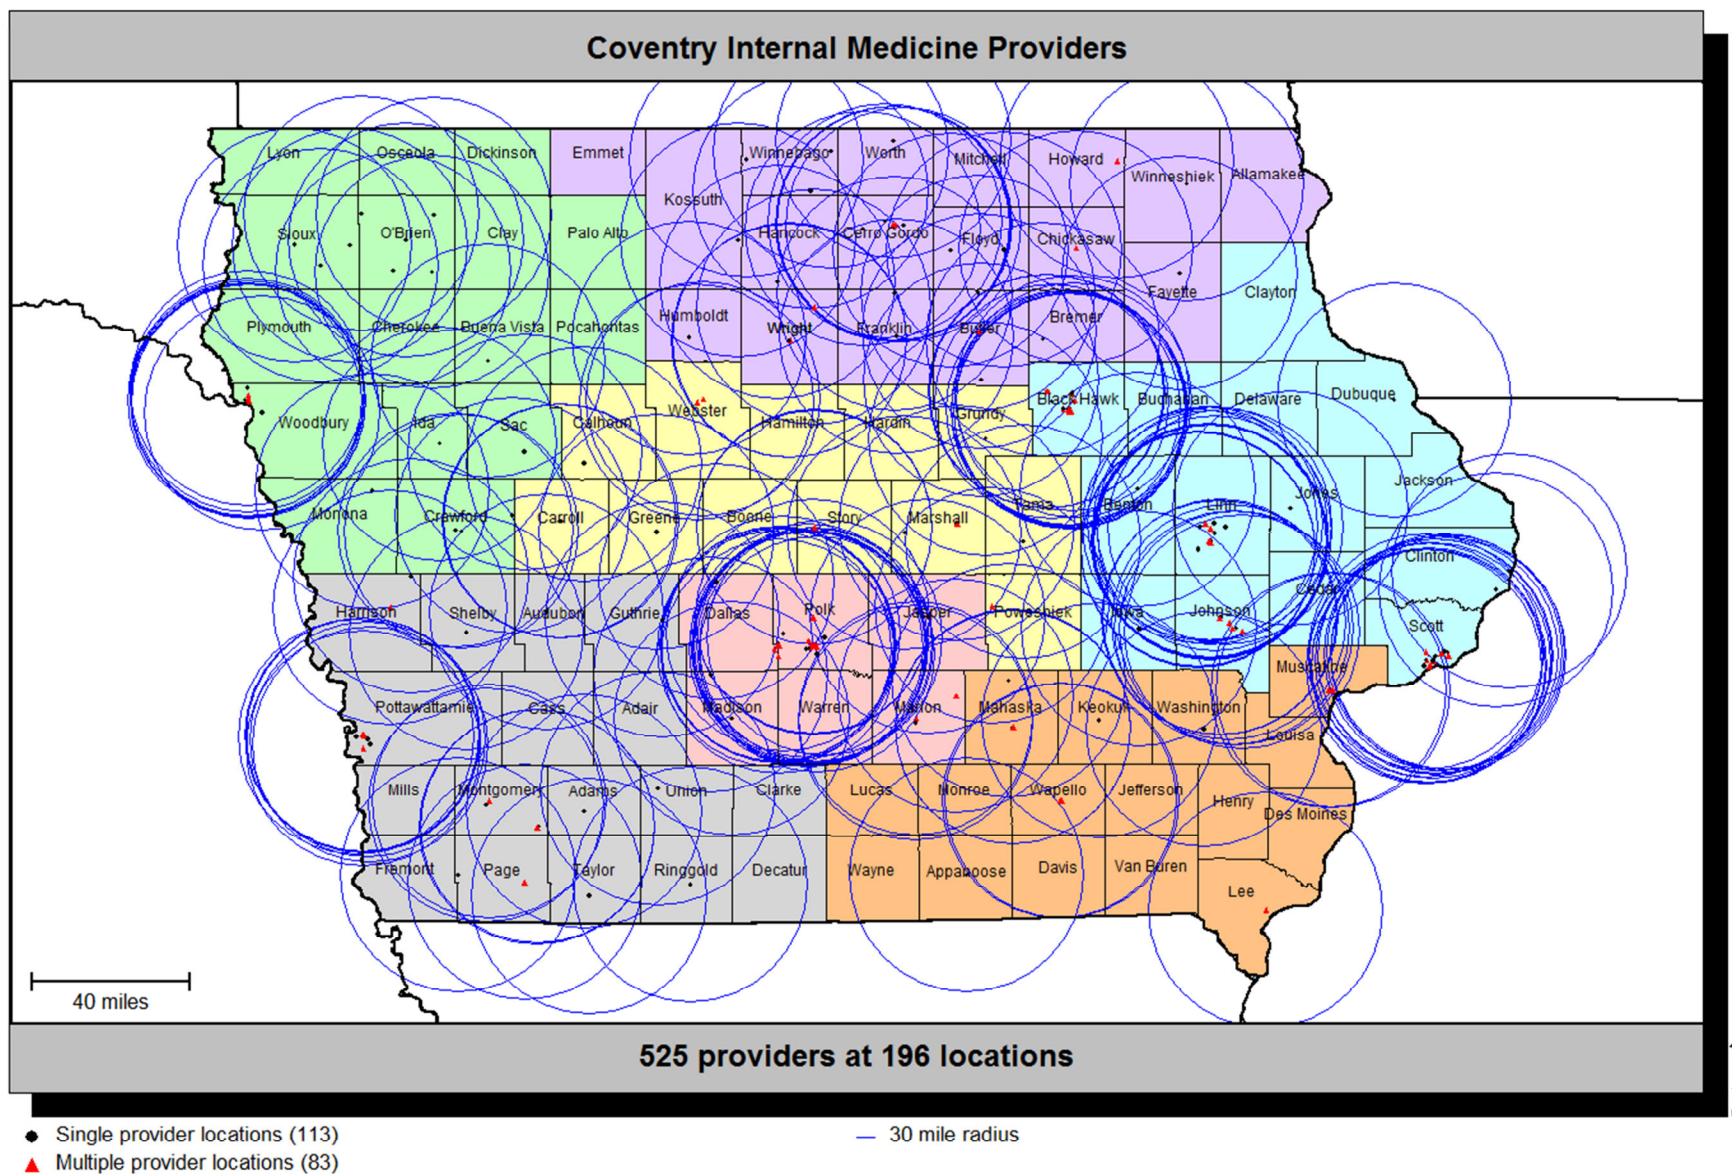 Coventry Internal Medicine Providers
Lyon Osceola Dickinson Emmet Winnebago Worth Mitchell Howard Winneshiek Allamakee
Kossuth
Sioux O'Brien Clay Palo Alto Hancock Cerro Gordo Floyd Chickasaw
Fayette Clayton
Plymouth Cherokee Buena Vista Pocahontas Humboldt Wright Franklin Butler Bremer
Woodbury Ida Sac Calhoun Webster Hamilton Hardin Grundy Black Hawk Buchanan Delaware Dubuque
Monona Crawford Carroll Greene Boone Story Marshall Tama Benton Linn Jones Jackson
Clinton
Harrison Shelby Audubon Guthrie Dallas Polk Jasper Poweshiek Iowa Johnson Cedar
Scott
Muscatine
Pottawattamie Cass Adair Madison Warren Marion Mahaska Keokuk Washington
Louisa
Mills Montgomery Adams Union Clarke Lucas Monroe Wapello Jefferson Henry
Des Moines
Fremont Page Taylor Ringgold Decatur Wayne Appanoose Davis Van Buren
Lee
40 miles
525 providers at 196 locations
Single provider locations (113) 30 mile radius
Multiple provider locations (83)